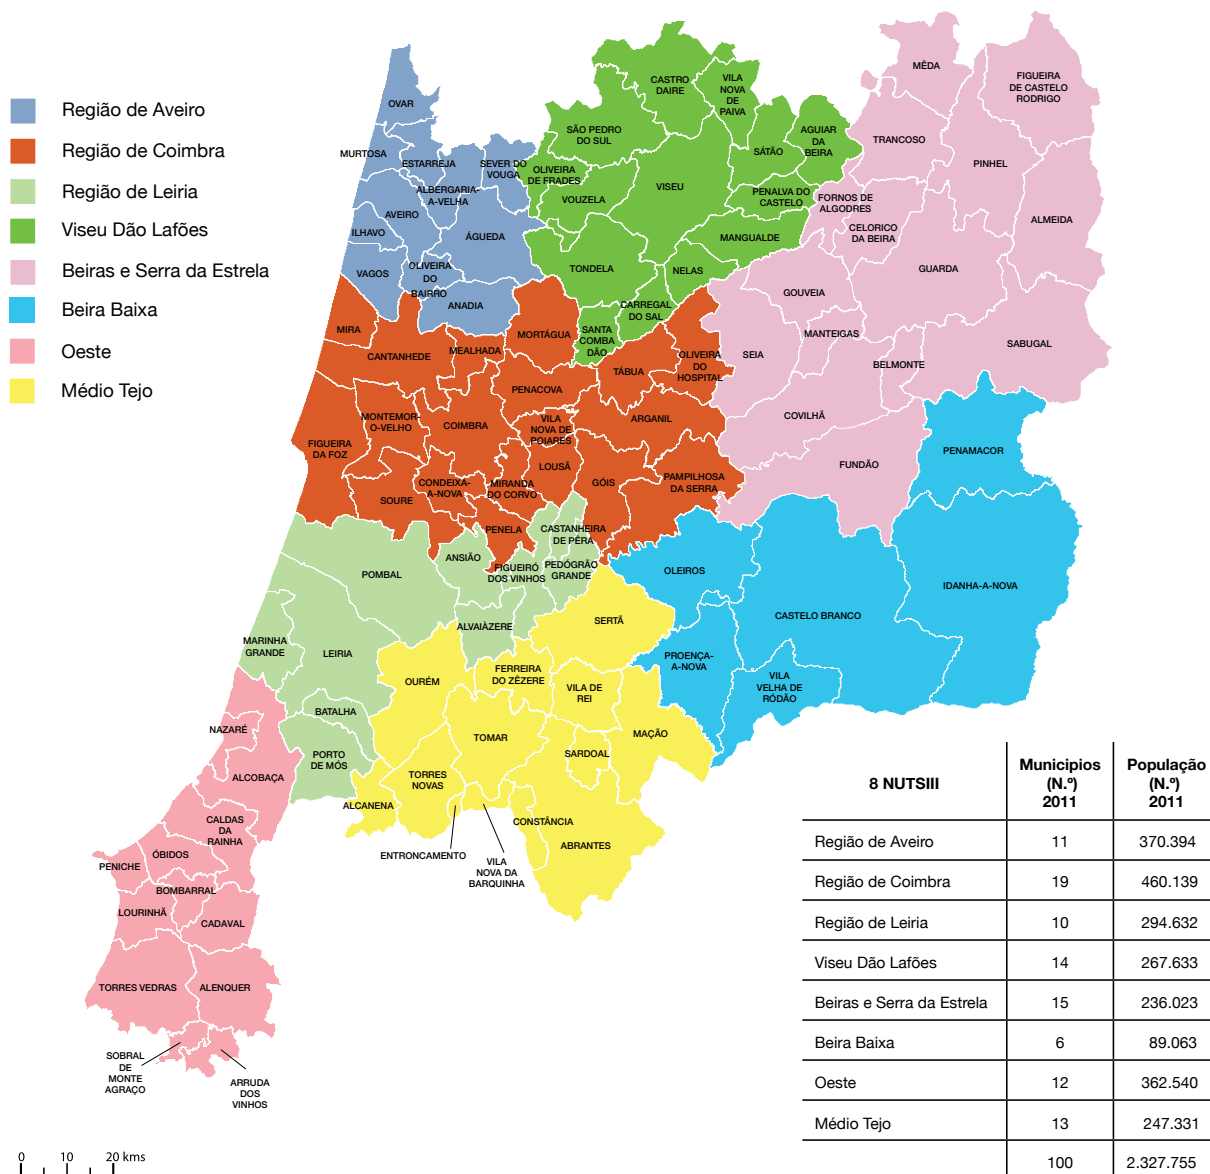 Região de Aveiro
Região de Coimbra
Região de Leiria
Viseu Dão Lafões
Beiras e Serra da Estrela
Beira Baixa
Oeste
Médio Tejo
OVAR
MURTOSA
ESTARREJA
SEVER DO
VOUGA
ALBERGARIA-
A-VELHA
AVEIRO
ILHAVO
ÁGUEDA
VAGOS
OLIVEIRA
DO
BAIRRO
ANADIA
CASTRO
DAIRE
VILA
NOVA
DE
PAIVA
SÃO PEDRO
DO SUL
AGUIAR
DA
BEIRA
SÁTÃO
OLIVEIRA
DE FRADES
VOUZELA
VISEU
PENALVA DO
CASTELO
MANGUALDE
TONDELA
NELAS
CARREGAL
DO SAL
SANTA
COMBA
DÃO
MÊDA
FIGUEIRA
DE CASTELO
RODRIGO
TRANCOSO
PINHEL
FORNOS DE
ALGODRES
CELORICO
DA BEIRA
ALMEIDA
GUARDA
GOUVEIA
MANTEIGAS
SEIA
SABUGAL
BELMONTE
COVILHÃ
FUNDÃO
MIRA
CANTANHEDE
MEALHADA
MORTÁGUA
TÁBUA
OLIVEIRA
DO
HOSPITAL
PENACOVA
MONTEMOR-
O-VELHO
COIMBRA
VILA
NOVA DE
POIARES
ARGANIL
FIGUEIRA
DA FOZ
LOUSÃ
SOURE
CONDEIXA-
A-NOVA
MIRANDA
DO CORVO
GÓIS
PAMPILHOSA
DA SERRA
PENELA
PENAMACOR
OLEIROS
IDANHA-A-NOVA
CASTELO BRANCO
PROENÇA-
A-NOVA
VILA
VELHA DE
RÓDÃO
CASTANHEIRA
DE PÊRA
ANSIÃO
FIGUEIRÓ
DOS VINHOS
PEDÓGRÃO
GRANDE
POMBAL
ALVAIÀZERE
MARINHA
GRANDE
LEIRIA
BATALHA
PORTO
DE MÓS
SERTÃ
OURÉM
FERREIRA
DO ZÊZERE
VILA DE
REI
TOMAR
MAÇÃO
SARDOAL
TORRES
NOVAS
ALCANENA
CONSTÂNCIA
ABRANTES
ENTRONCAMENTO
VILA
NOVA DA
BARQUINHA
NAZARÉ
ALCOBAÇA
CALDAS
DA
RAINHA
ÓBIDOS
PENICHE
BOMBARRAL
LOURINHÃ
CADAVAL
TORRES VEDRAS
ALENQUER
SOBRAL
DE
MONTE
AGRAÇO
ARRUDA
DOS
VINHOS
8 NUTSIII Municipios (N.º) 2011 População (N.º) 2011
Região de Aveiro 11 370.394
Região de Coimbra 19 460.139
Região de Leiria 10 294.632
Viseu Dão Lafões 14 267.633
Beiras e Serra da Estrela 15 236.023
Beira Baixa 6 89.063
Oeste 12 362.540
Médio Tejo 13 247.331
100 2.327.755
0 10 20 kms